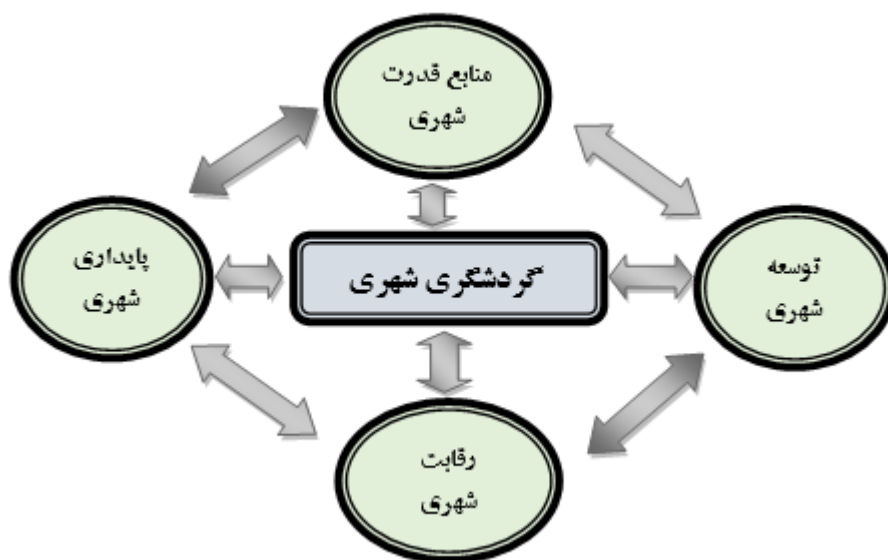 منابع قدرت
شهری
توسعه
شهری
گردشگری شهری
پایداری
شهری
رقابت
شهری